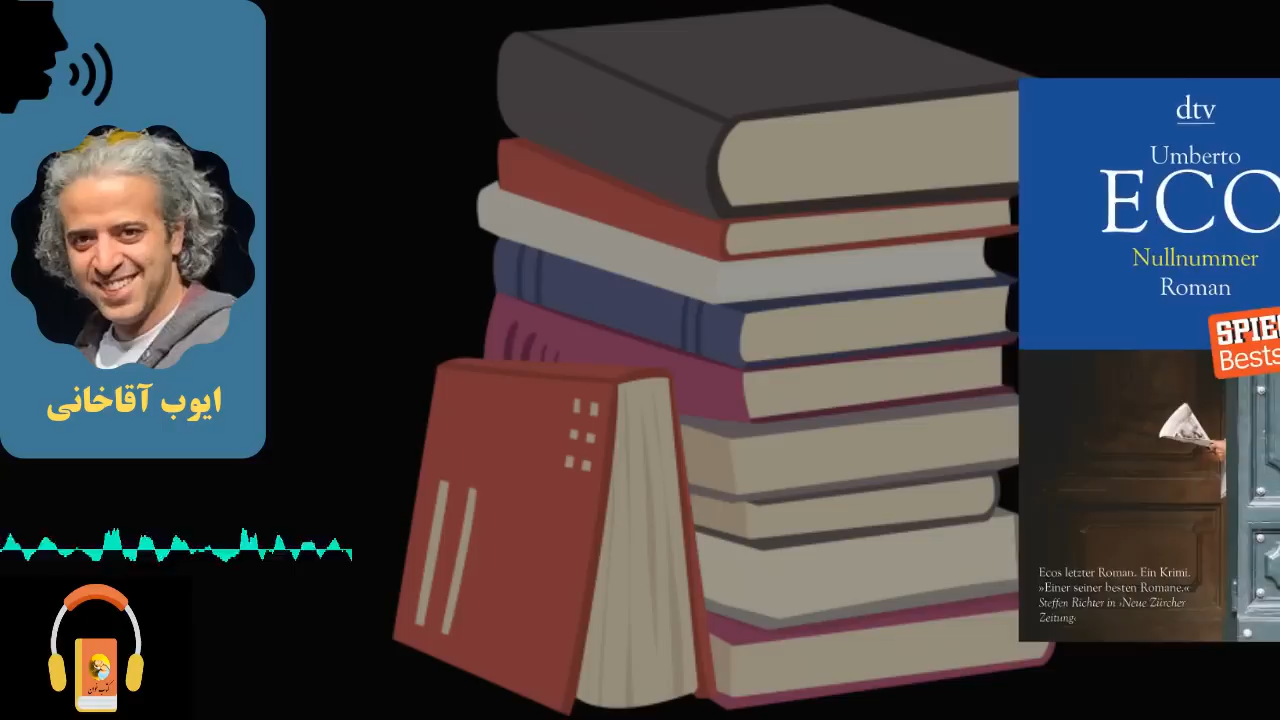 ایوب آقاخانی
dtv
Umberto
ECO
Nullnummer
Roman
Ecos letzter Roman. Ein Krimi.
»Einer seiner besten Romane.«
Steffen Richter in ›Neue Zürcher
Zeitung‹